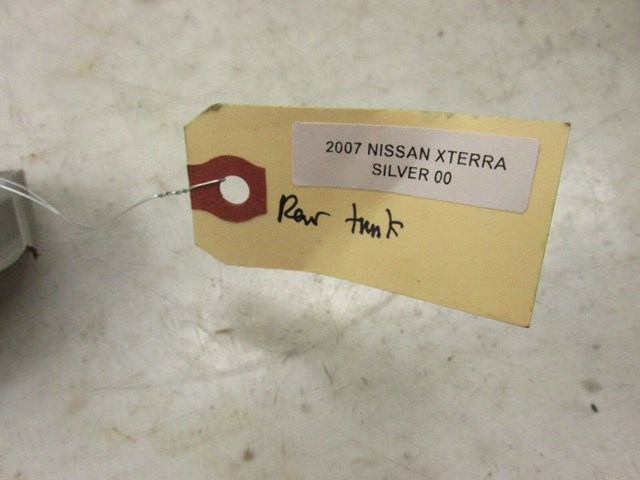 2007 NISSAN XTERRA
SILVER 00
Rear trunk